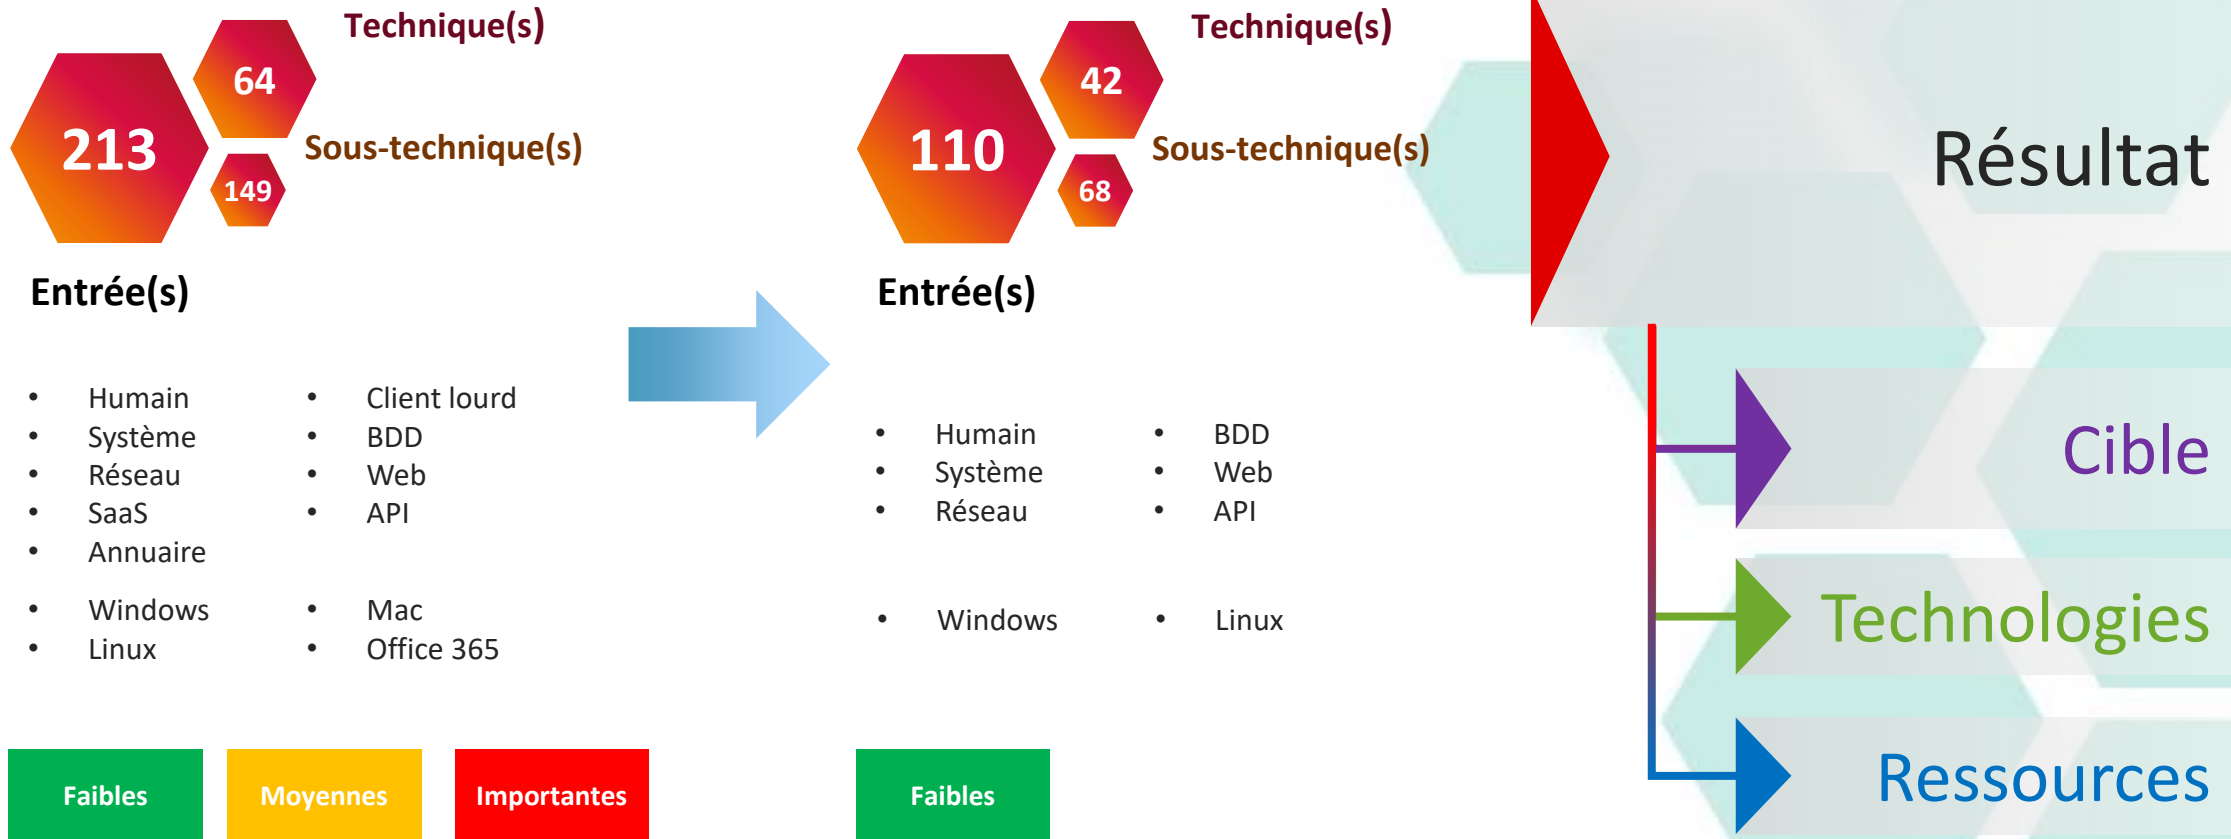 Technique(s)
64
213
Sous-technique(s)
149
Entrée(s)
• Humain
• Système
• Réseau
• SaaS
• Annuaire
• Client lourd
• BDD
• Web
• API
• Windows
• Linux
• Mac
• Office 365
Faibles
Moyennes
Importantes
Technique(s)
42
110
Sous-technique(s)
68
Entrée(s)
• Humain
• Système
• Réseau
• BDD
• Web
• API
• Windows
• Linux
Faibles
Résultat
Cible
Technologies
Ressources